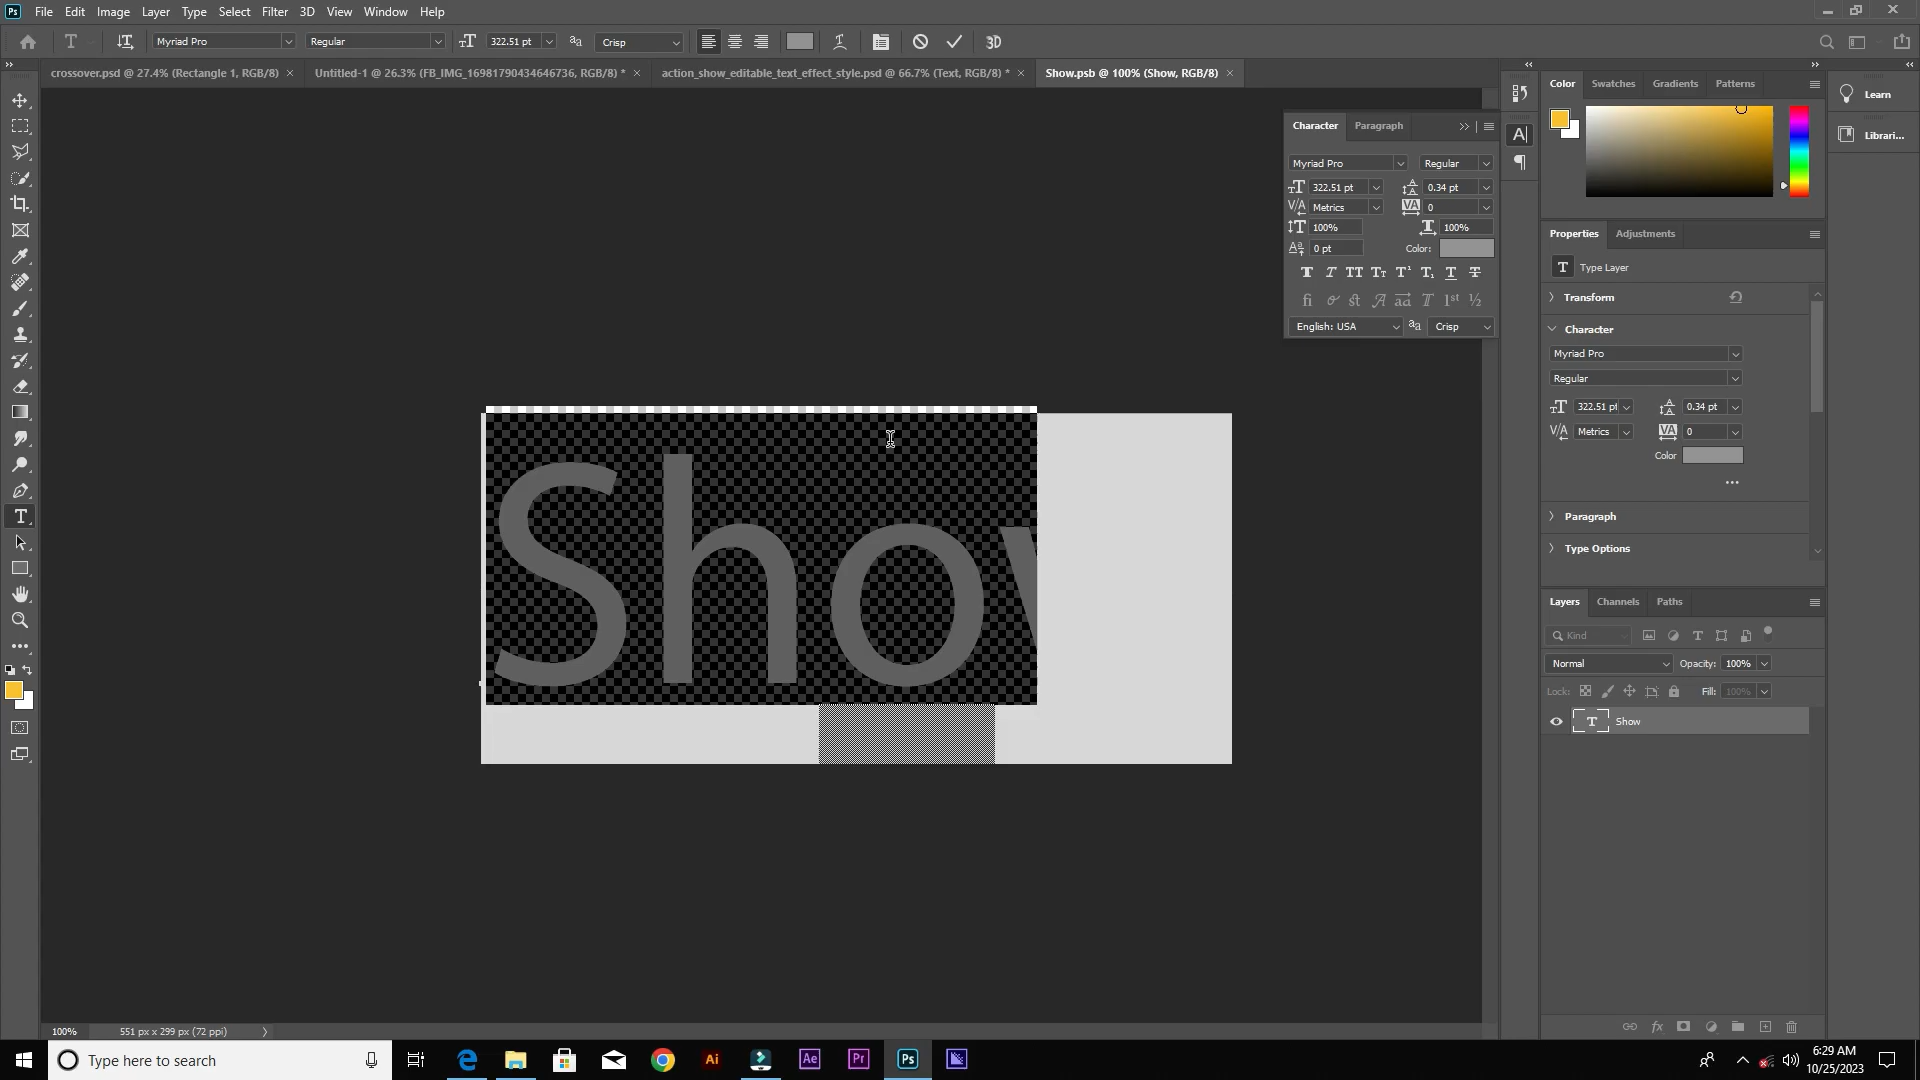 Ps File Edit Image Layer Type Select Filter 3D View Window Help
Myriad Pro Regular 322.51 pt Crisp 3D
crossover.psd @ 27.4% (Rectangle 1, RGB/8) Untitled-1 @ 26.3% (FB_IMG_16981790434646736, RGB/8) * action_show_editable_text_effect_style.psd @ 66.7% (Text, RGB/8) * Show.psb @ 100% (Show, RGB/8)
Color Swatches Gradients Patterns
Learn
Librari...
Character Paragraph
Myriad Pro Regular
322.51 pt 0.34 pt
Metrics 0
100% 100%
0 pt Color:
English: USA Crisp
Properties Adjustments
Type Layer
Transform
Character
Myriad Pro
Regular
322.51 pt 0.34 pt
Metrics 0
Color
Paragraph
Type Options
Show
Layers Channels Paths
Kind
Normal Opacity: 100%
Lock: Fill: 100%
Show
100% 551 px x 299 px (72 ppi)
Type here to search
Ai Ae Pr Ps
6:29 AM
10/25/2023